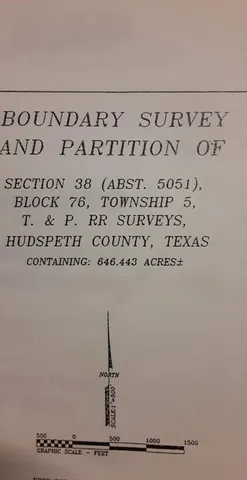 BOUNDARY SURVEY
AND PARTITION OF
SECTION 38 (ABST. 5051),
BLOCK 76, TOWNSHIP 5,
T. & P. RR SURVEYS,
HUDSPETH COUNTY, TEXAS
CONTAINING: 646.443 ACRES±
NORTH
SCALE:1"=500'
500 0 500 1000 1500
GRAPHIC SCALE - FEET